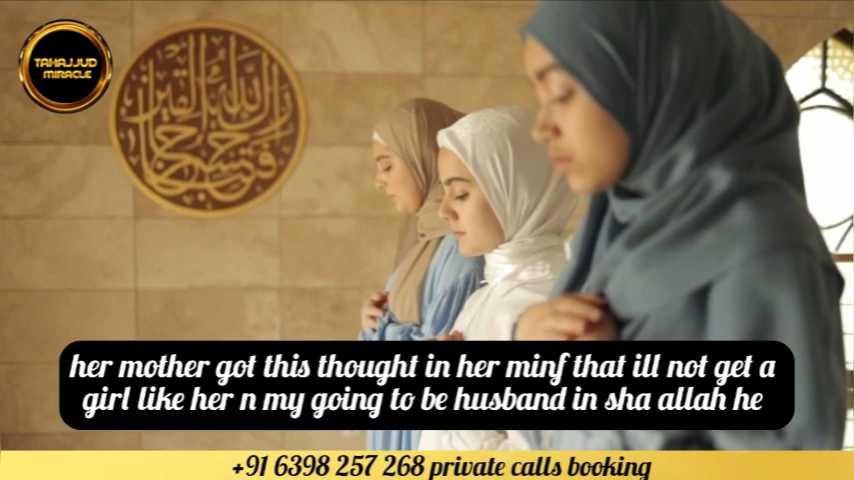 TAHAJJUD
MIRACLE
her mother got this thought in her minf that ill not get a
girl like her n my going to be husband in sha allah he
+91 6398 257 268 private calls booking